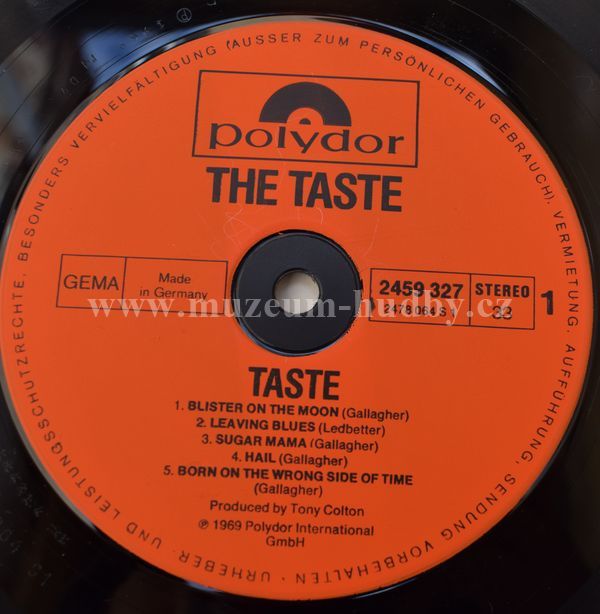 URHEBER UND LEISTUNGSSCHUTZRECHTE, BESONDERS VERVIELFÄLTIGUNG (AUSSER ZUM PERSÖNLICHEN GEBRAUCH), VERMIETUNG, AUFFÜHRUNG, SENDUNG VORBEHALTEN ·
polydor
THE TASTE
GEMA
Made
in Germany
2459 327
2478 064 S
STEREO
33
1
www.muzeum-hudby.cz
TASTE
1. BLISTER ON THE MOON (Gallagher)
2. LEAVING BLUES (Ledbetter)
3. SUGAR MAMA (Gallagher)
4. HAIL (Gallagher)
5. BORN ON THE WRONG SIDE OF TIME
(Gallagher)
Produced by Tony Colton
℗ 1969 Polydor International
GmbH